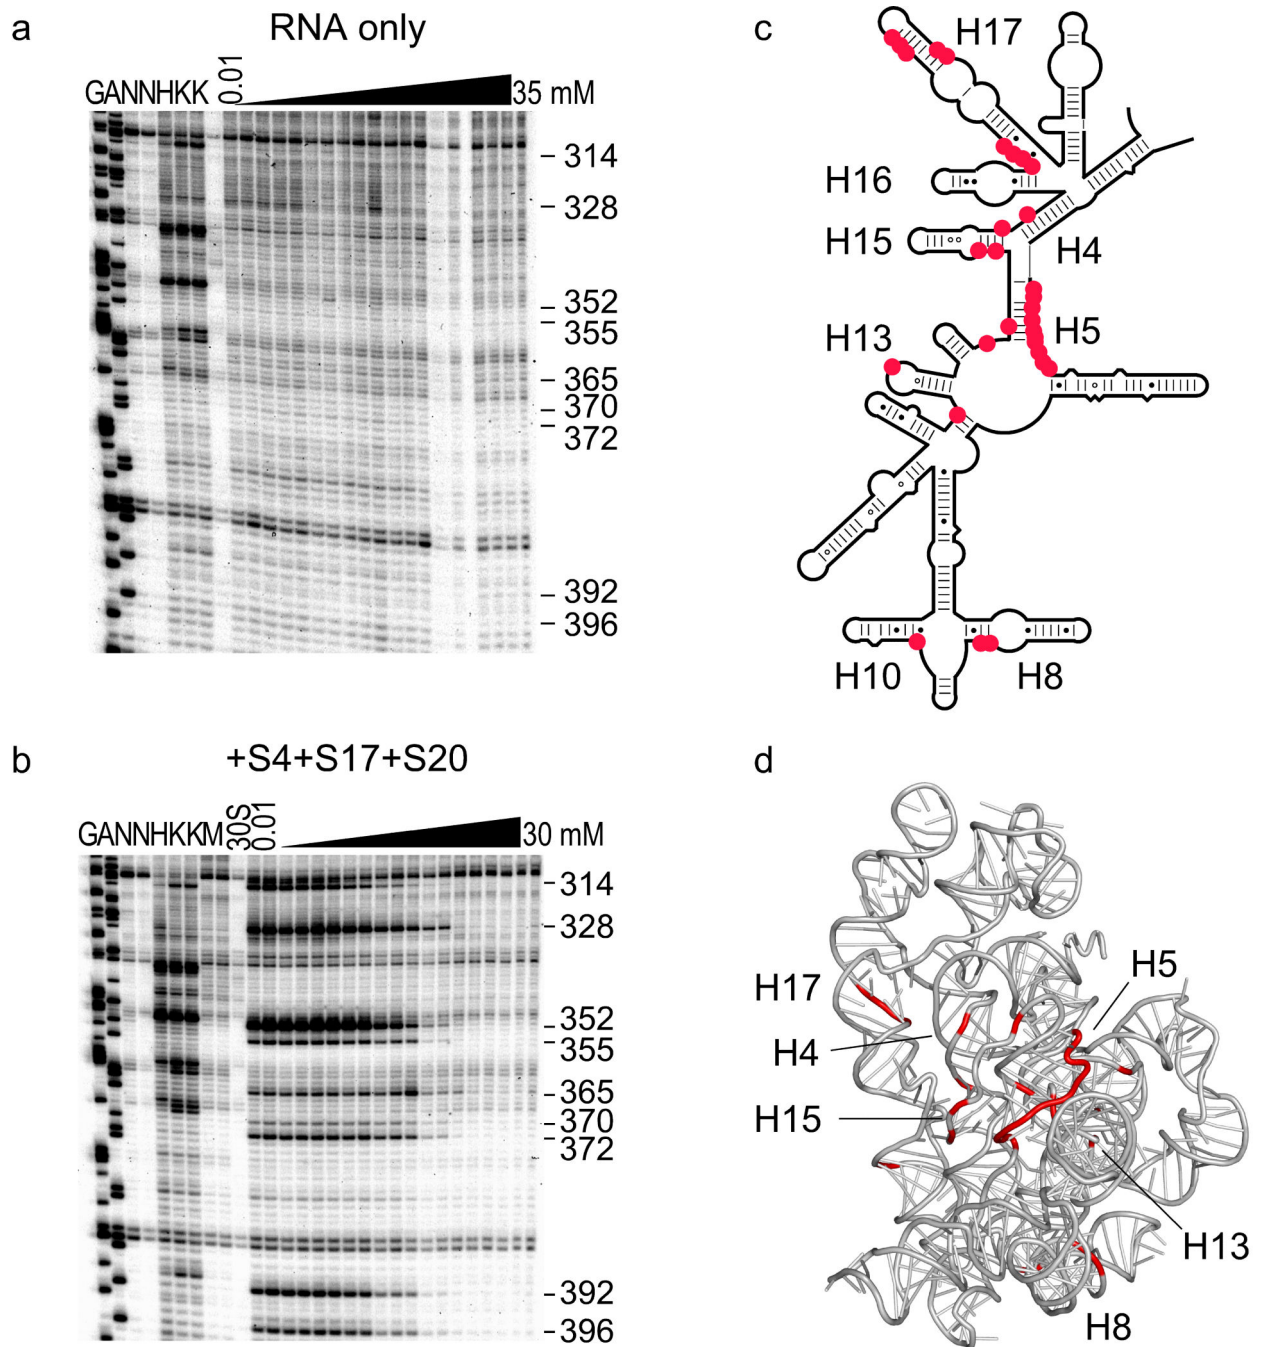 a
RNA only
GANNHKK 0.01 35 mM
314
328
352
355
365
370
372
392
396
b
+S4+S17+S20
GANNHKKM 30S 0.01 30 mM
314
328
352
355
365
370
372
392
396
c
H17
H16
H15
H4
H13
H5
H10
H8
d
H5
H17
H4
H15
H13
H8